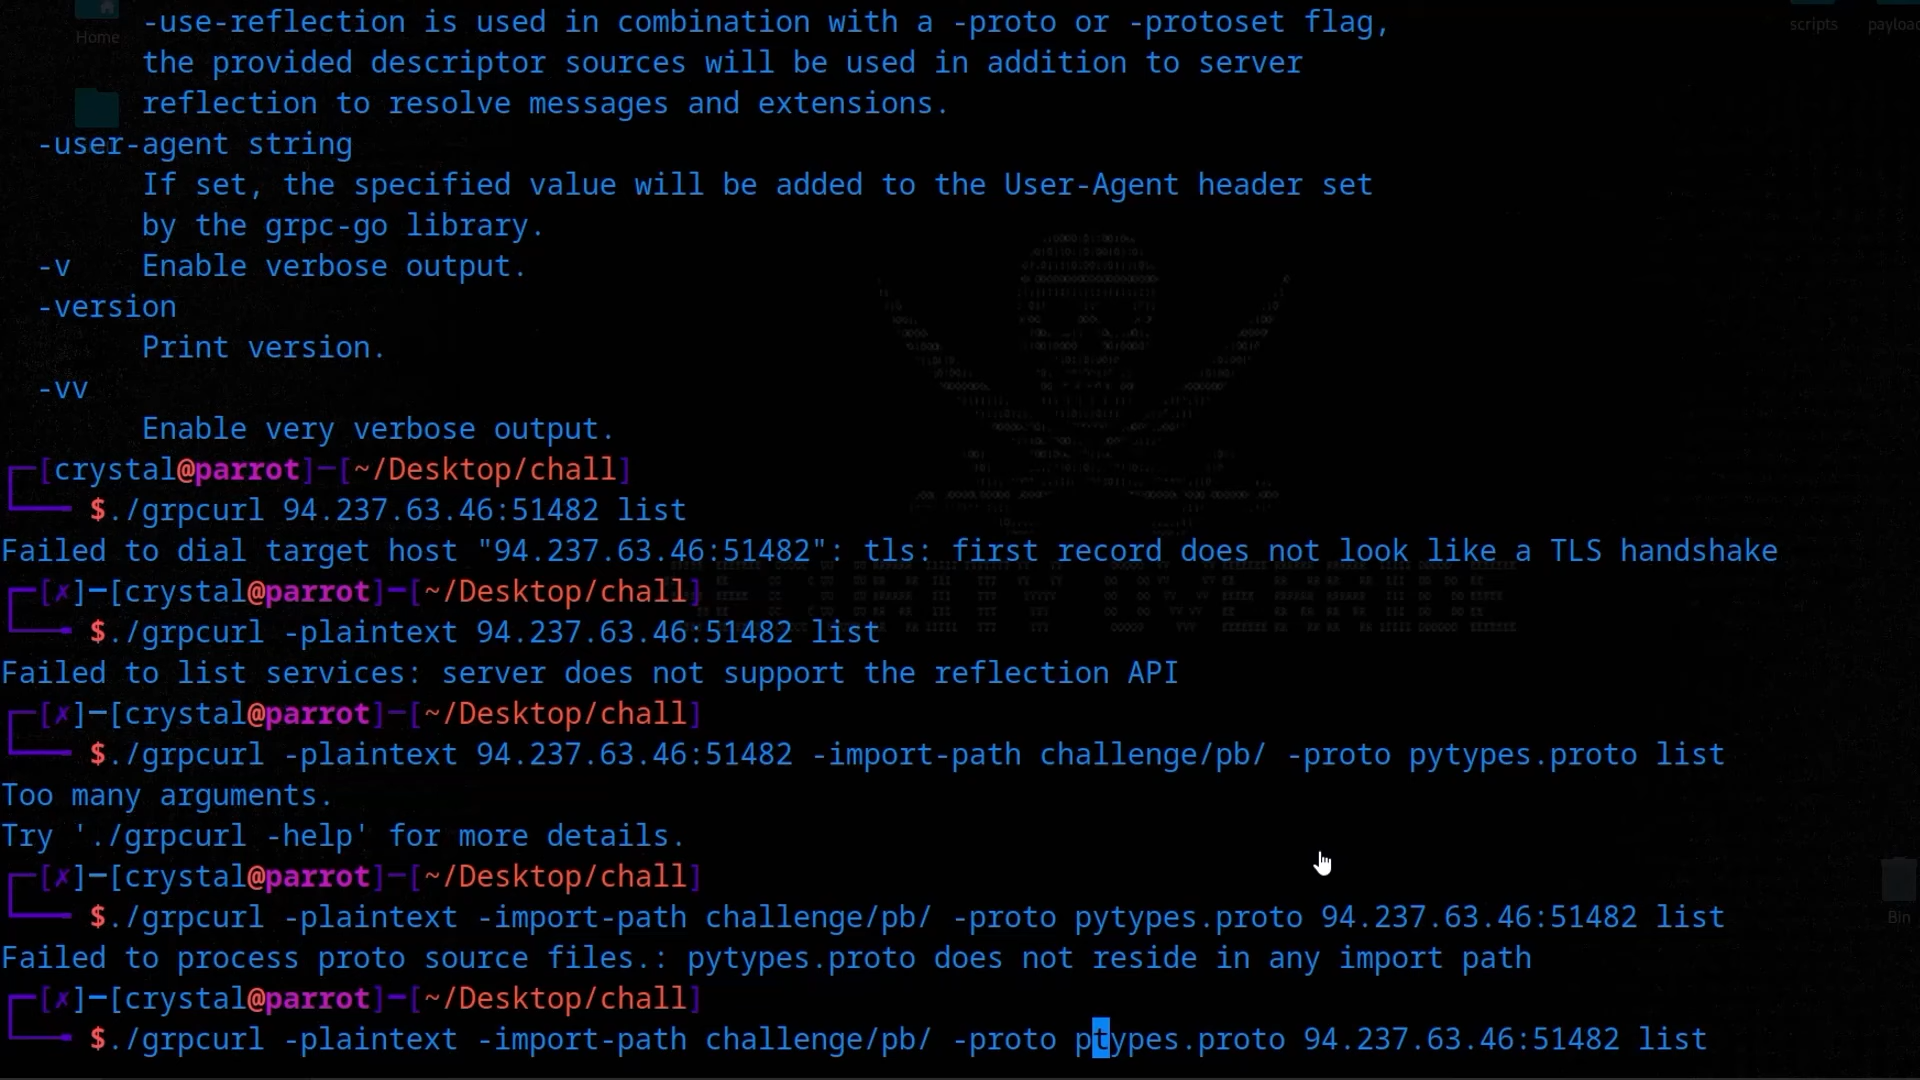 Home
scripts
-use-reflection is used in combination with a -proto or -protoset flag,
the provided descriptor sources will be used in addition to server
reflection to resolve messages and extensions.
-user-agent string
If set, the specified value will be added to the User-Agent header set
by the grpc-go library.
-v Enable verbose output.
-version
Print version.
-vv
Enable very verbose output.
[crystal@parrot]-[~/Desktop/chall]
$./grpcurl 94.237.63.46:51482 list
Failed to dial target host "94.237.63.46:51482": tls: first record does not look like a TLS handshake
[✗]-[crystal@parrot]-[~/Desktop/chall]
$./grpcurl -plaintext 94.237.63.46:51482 list
Failed to list services: server does not support the reflection API
[✗]-[crystal@parrot]-[~/Desktop/chall]
$./grpcurl -plaintext 94.237.63.46:51482 -import-path challenge/pb/ -proto pytypes.proto list
Too many arguments.
Try './grpcurl -help' for more details.
[✗]-[crystal@parrot]-[~/Desktop/chall]
$./grpcurl -plaintext -import-path challenge/pb/ -proto pytypes.proto 94.237.63.46:51482 list
Failed to process proto source files.: pytypes.proto does not reside in any import path
[✗]-[crystal@parrot]-[~/Desktop/chall]
$./grpcurl -plaintext -import-path challenge/pb/ -proto ptypes.proto 94.237.63.46:51482 list
Bin